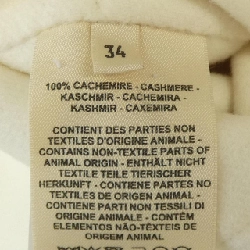 34
100% CACHEMIRE - CASHMERE -
KASCHMIR - CACHEMIRA -
KASHMIR - CAXEMIRA
CONTIENT DES PARTIES NON
TEXTILES D'ORIGINE ANIMALE -
CONTAINS NON-TEXTILE PARTS OF
ANIMAL ORIGIN - ENTHÄLT NICHT
TEXTILE TEILE TIERISCHER
HERKUNFT - CONTIENE PARTES NO
TEXTILES DE ORIGEN ANIMAL -
CONTIENE PARTI NON TESSILI DI
ORIGINE ANIMALE - CONTÉM
ELEMENTOS NÃO-TÊXTEIS DE
ORIGEM ANIMAL